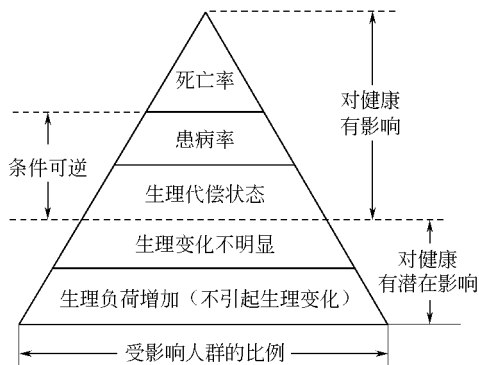 死亡率
对健康
有影响
患病率
条件可逆
生理代偿状态
生理变化不明显
对健康
有潜在影响
生理负荷增加（不引起生理变化）
受影响人群的比例